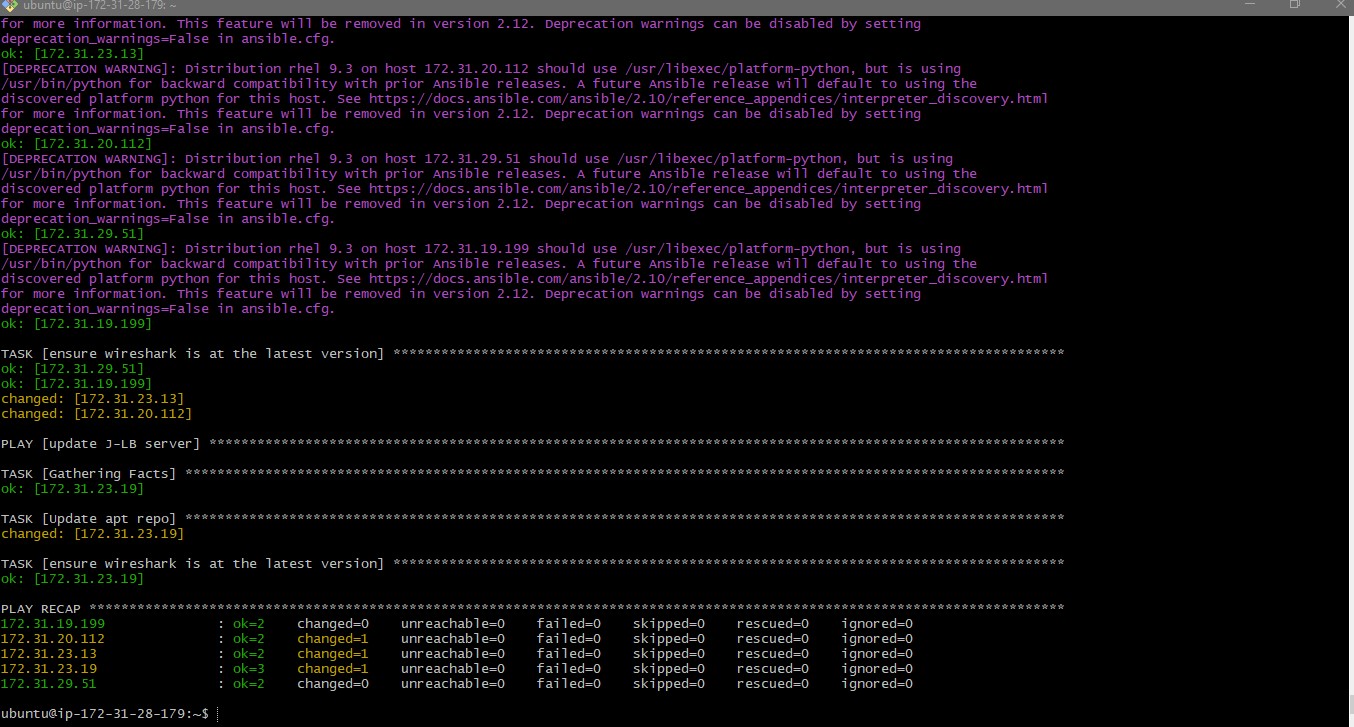 ubuntu@ip-172-31-28-179: ~
for more information. This feature will be removed in version 2.12. Deprecation warnings can be disabled by setting
deprecation_warnings=False in ansible.cfg.
ok: [172.31.23.13]
[DEPRECATION WARNING]: Distribution rhel 9.3 on host 172.31.20.112 should use /usr/libexec/platform-python, but is using
/usr/bin/python for backward compatibility with prior Ansible releases. A future Ansible release will default to using the
discovered platform python for this host. See https://docs.ansible.com/ansible/2.10/reference_appendices/interpreter_discovery.html
for more information. This feature will be removed in version 2.12. Deprecation warnings can be disabled by setting
deprecation_warnings=False in ansible.cfg.
ok: [172.31.20.112]
[DEPRECATION WARNING]: Distribution rhel 9.3 on host 172.31.29.51 should use /usr/libexec/platform-python, but is using
/usr/bin/python for backward compatibility with prior Ansible releases. A future Ansible release will default to using the
discovered platform python for this host. See https://docs.ansible.com/ansible/2.10/reference_appendices/interpreter_discovery.html
for more information. This feature will be removed in version 2.12. Deprecation warnings can be disabled by setting
deprecation_warnings=False in ansible.cfg.
ok: [172.31.29.51]
[DEPRECATION WARNING]: Distribution rhel 9.3 on host 172.31.19.199 should use /usr/libexec/platform-python, but is using
/usr/bin/python for backward compatibility with prior Ansible releases. A future Ansible release will default to using the
discovered platform python for this host. See https://docs.ansible.com/ansible/2.10/reference_appendices/interpreter_discovery.html
for more information. This feature will be removed in version 2.12. Deprecation warnings can be disabled by setting
deprecation_warnings=False in ansible.cfg.
ok: [172.31.19.199]
TASK [ensure wireshark is at the latest version] ************************************************************************************
ok: [172.31.29.51]
ok: [172.31.19.199]
changed: [172.31.23.13]
changed: [172.31.20.112]
PLAY [update J-LB server] ***********************************************************************************************************
TASK [Gathering Facts] **************************************************************************************************************
ok: [172.31.23.19]
TASK [Update apt repo] **************************************************************************************************************
changed: [172.31.23.19]
TASK [ensure wireshark is at the latest version] ************************************************************************************
ok: [172.31.23.19]
PLAY RECAP **************************************************************************************************************************
172.31.19.199 : ok=2 changed=0 unreachable=0 failed=0 skipped=0 rescued=0 ignored=0
172.31.20.112 : ok=2 changed=1 unreachable=0 failed=0 skipped=0 rescued=0 ignored=0
172.31.23.13 : ok=2 changed=1 unreachable=0 failed=0 skipped=0 rescued=0 ignored=0
172.31.23.19 : ok=3 changed=1 unreachable=0 failed=0 skipped=0 rescued=0 ignored=0
172.31.29.51 : ok=2 changed=0 unreachable=0 failed=0 skipped=0 rescued=0 ignored=0
ubuntu@ip-172-31-28-179:~$